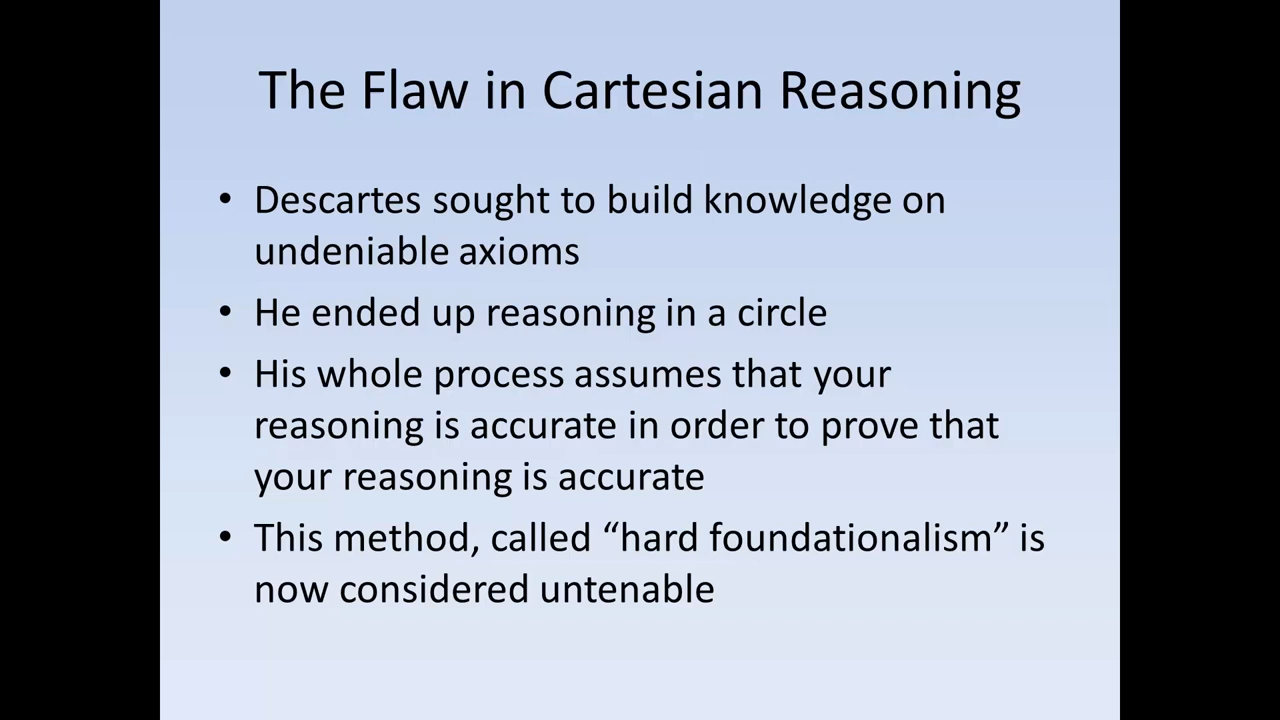 The Flaw in Cartesian Reasoning
• Descartes sought to build knowledge on
undeniable axioms
• He ended up reasoning in a circle
• His whole process assumes that your
reasoning is accurate in order to prove that
your reasoning is accurate
• This method, called “hard foundationalism” is
now considered untenable